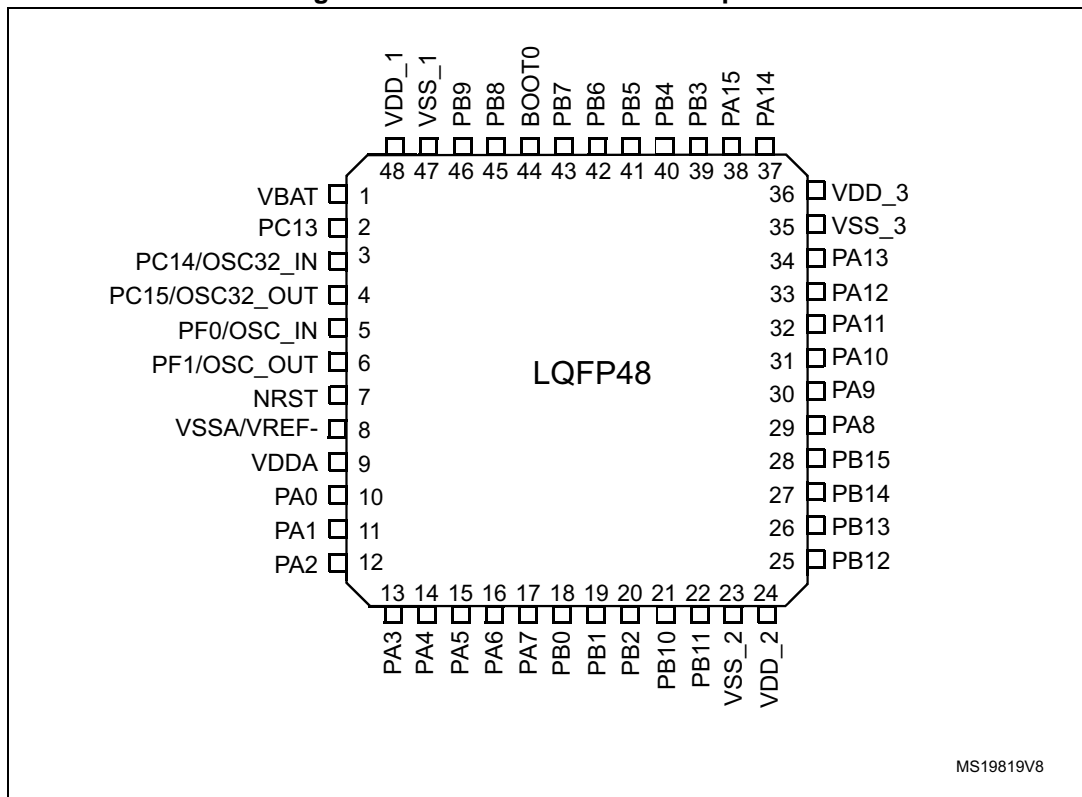 VDD_1
VSS_1
PB9
PB8
BOOT0
PB7
PB6
PB5
PB4
PB3
PA15
PA14
48 47 46 45 44 43 42 41 40 39 38 37
VBAT 1
PC13 2
PC14/OSC32_IN 3
PC15/OSC32_OUT 4
PF0/OSC_IN 5
PF1/OSC_OUT 6
NRST 7
VSSA/VREF- 8
VDDA 9
PA0 10
PA1 11
PA2 12
LQFP48
36 VDD_3
35 VSS_3
34 PA13
33 PA12
32 PA11
31 PA10
30 PA9
29 PA8
28 PB15
27 PB14
26 PB13
25 PB12
13 14 15 16 17 18 19 20 21 22 23 24
PA3
PA4
PA5
PA6
PA7
PB0
PB1
PB2
PB10
PB11
VSS_2
VDD_2
MS19819V8